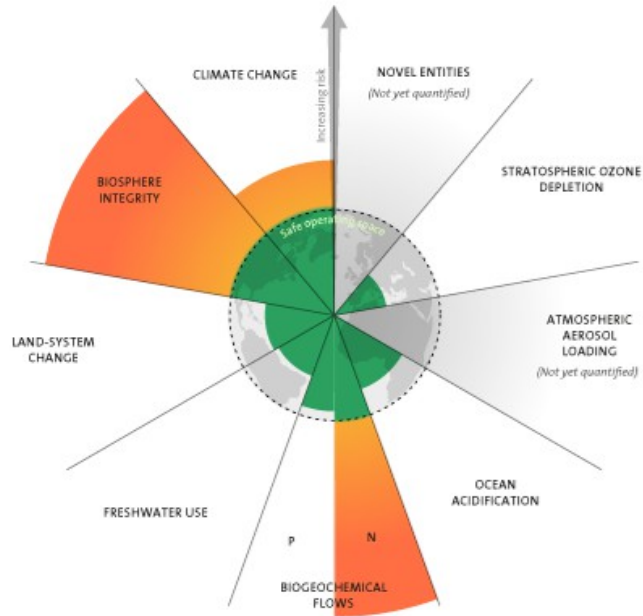 CLIMATE CHANGE
Increasing risk
NOVEL ENTITIES
(Not yet quantified)
STRATOSPHERIC OZONE
DEPLETION
BIOSPHERE
INTEGRITY
Safe operating space
LAND-SYSTEM
CHANGE
ATMOSPHERIC
AEROSOL
LOADING
(Not yet quantified)
FRESHWATER USE
OCEAN
ACIDIFICATION
P
N
BIOGEOCHEMICAL
FLOWS